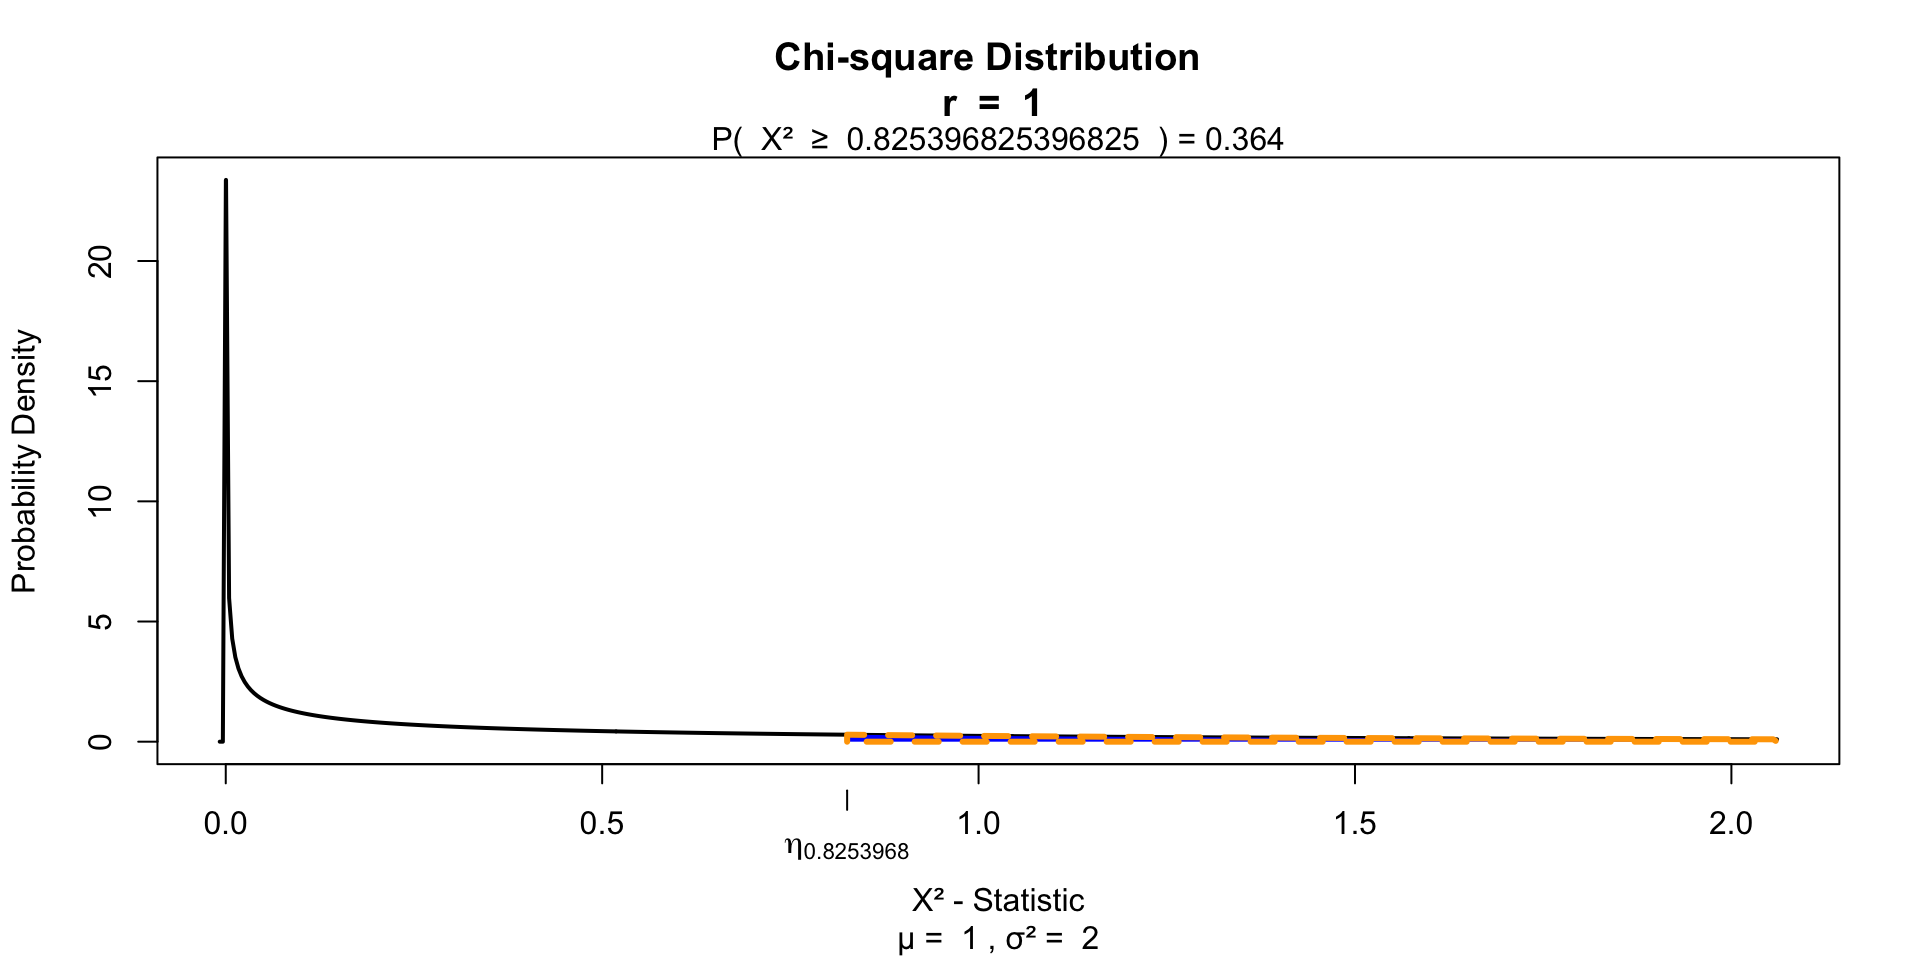 Chi-square Distribution
r = 1
P( X² ≥ 0.825396825396825 ) = 0.364
Probability Density
20
15
10
5
0
0.0 0.5 1.0 1.5 2.0
η0.8253968
X² - Statistic
μ = 1 , σ² = 2